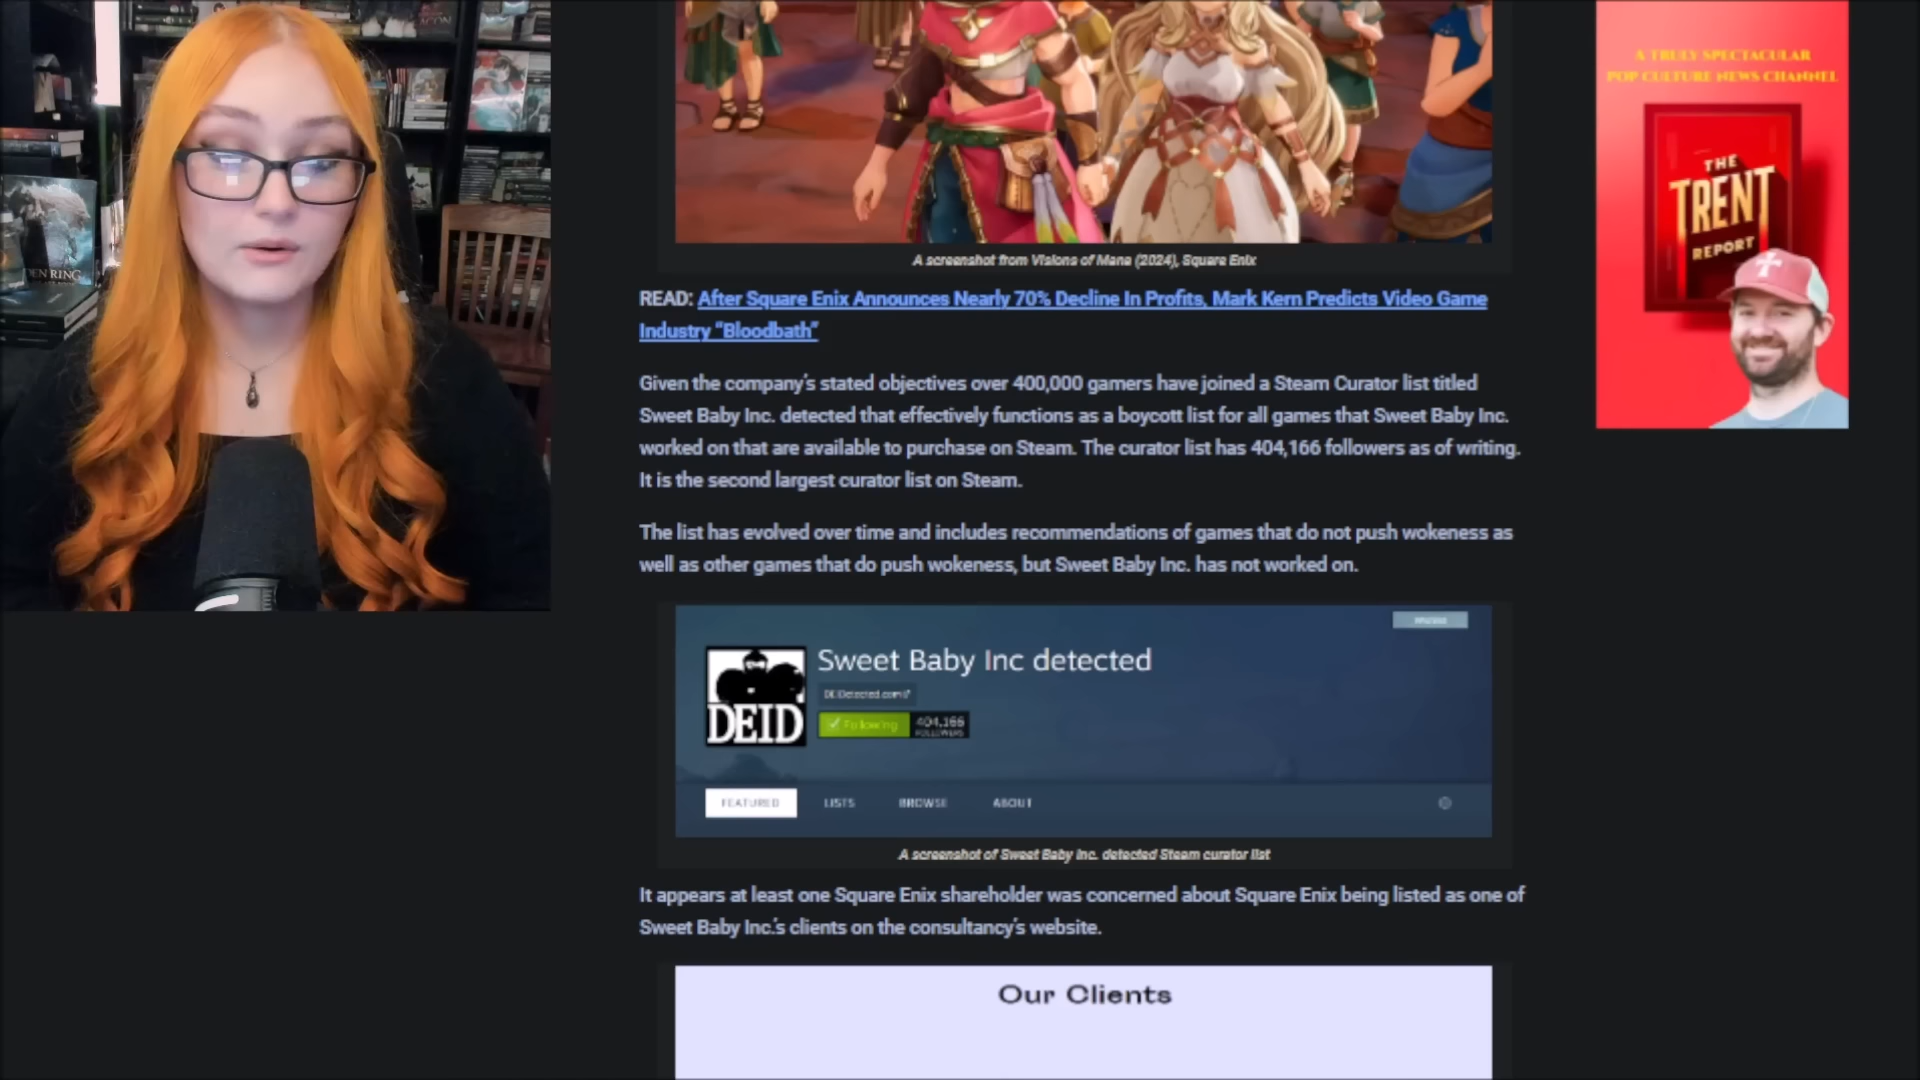 A TRULY SPECTACULAR
POP CULTURE NEWS CHANNEL
THE
TRENT
REPORT
DEN RING
A screenshot from Visions of Mana (2024), Square Enix
READ: After Square Enix Announces Nearly 70% Decline In Profits, Mark Kern Predicts Video Game
Industry “Bloodbath”
Given the company’s stated objectives over 400,000 gamers have joined a Steam Curator list titled
Sweet Baby Inc. detected that effectively functions as a boycott list for all games that Sweet Baby Inc.
worked on that are available to purchase on Steam. The curator list has 404,166 followers as of writing.
It is the second largest curator list on Steam.
The list has evolved over time and includes recommendations of games that do not push wokeness as
well as other games that do push wokeness, but Sweet Baby Inc. has not worked on.
Sweet Baby Inc detected
DEIDetected.com
DEID
Following
404,166
FOLLOWERS
FEATURED LISTS BROWSE ABOUT
A screenshot of Sweet Baby Inc. detected Steam curator list
It appears at least one Square Enix shareholder was concerned about Square Enix being listed as one of
Sweet Baby Inc.’s clients on the consultancy’s website.
Our Clients